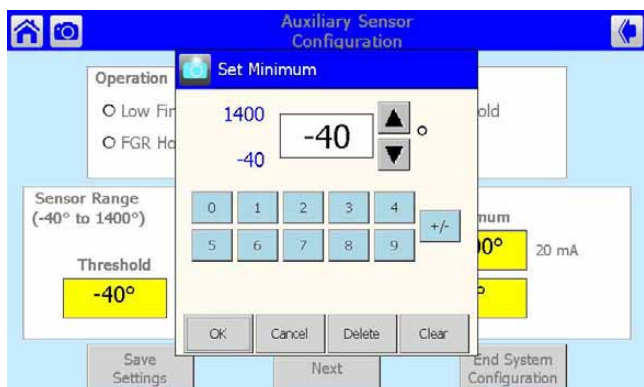 Auxiliary Sensor
Configuration
Set Minimum
Operation
O Low Fir
old
O FGR Ho
1400
-40
-40
°
Sensor Range
(-40° to 1400°)
0 1 2 3 4
+/-
5 6 7 8 9
mum
00°
20 mA
Threshold
-40°
°
OK Cancel Delete Clear
Save
Settings
Next
End System
Configuration